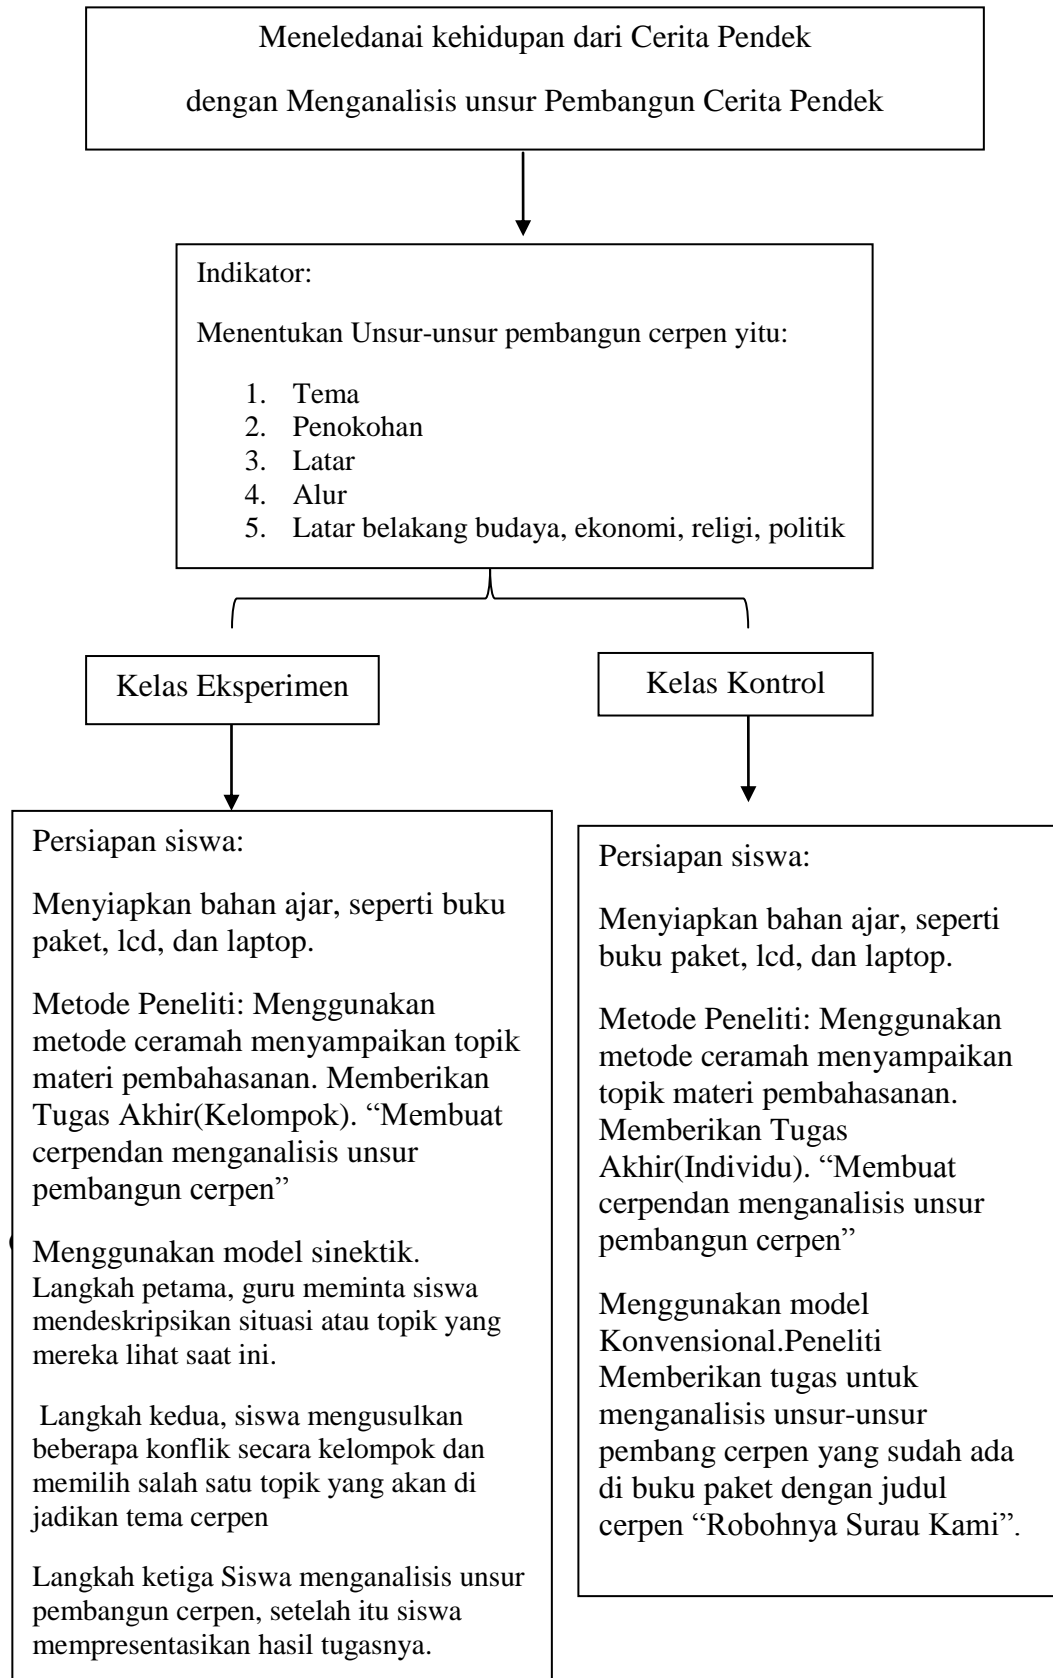 Meneledanai kehidupan dari Cerita Pendek
dengan Menganalisis unsur Pembangun Cerita Pendek
Indikator:
Menentukan Unsur-unsur pembangun cerpen yitu:
1. Tema
2. Penokohan
3. Latar
4. Alur
5. Latar belakang budaya, ekonomi, religi, politik
Kelas Eksperimen
Kelas Kontrol
Persiapan siswa:
Menyiapkan bahan ajar, seperti buku
paket, lcd, dan laptop.
Metode Peneliti: Menggunakan
metode ceramah menyampaikan topik
materi pembahasanan. Memberikan
Tugas Akhir(Kelompok). “Membuat
cerpendan menganalisis unsur
pembangun cerpen”
Menggunakan model sinektik.
Langkah petama, guru meminta siswa
mendeskripsikan situasi atau topik yang
mereka lihat saat ini.
Langkah kedua, siswa mengusulkan
beberapa konflik secara kelompok dan
memilih salah satu topik yang akan di
jadikan tema cerpen
Langkah ketiga Siswa menganalisis unsur
pembangun cerpen, setelah itu siswa
mempresentasikan hasil tugasnya.
Persiapan siswa:
Menyiapkan bahan ajar, seperti
buku paket, lcd, dan laptop.
Metode Peneliti: Menggunakan
metode ceramah menyampaikan
topik materi pembahasanan.
Memberikan Tugas
Akhir(Individu). “Membuat
cerpendan menganalisis unsur
pembangun cerpen”
Menggunakan model
Konvensional.Peneliti
Memberikan tugas untuk
menganalisis unsur-unsur
pembang cerpen yang sudah ada
di buku paket dengan judul
cerpen “Robohnya Surau Kami”.